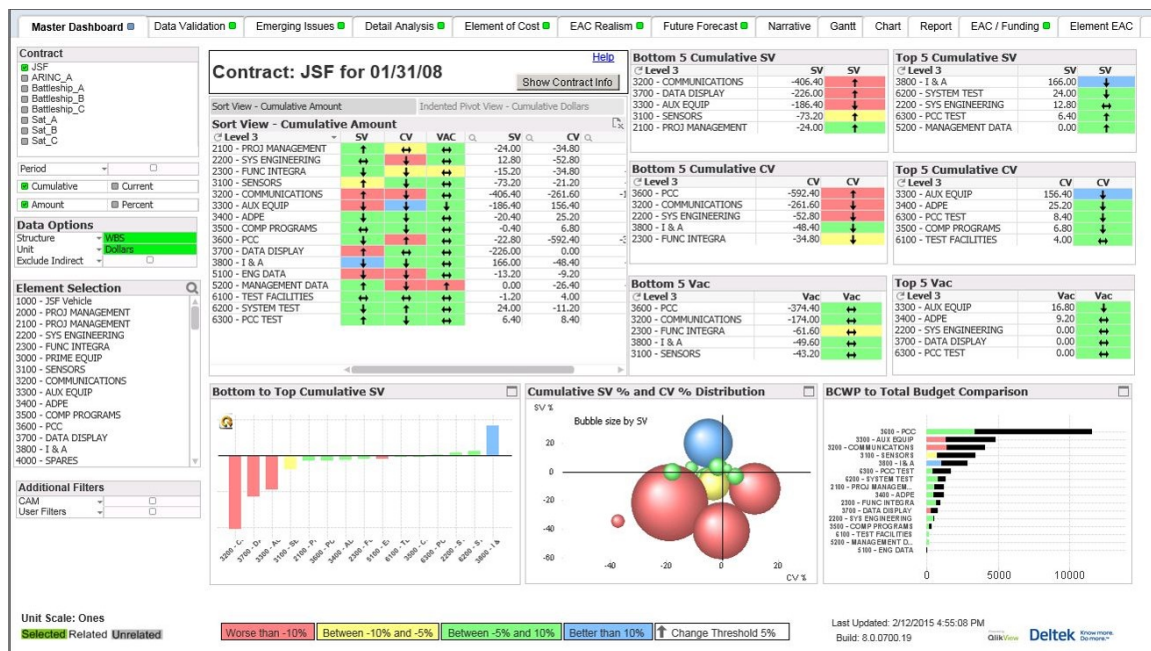 Master Dashboard Data Validation Emerging Issues Detail Analysis Element of Cost EAC Realism Future Forecast Narrative Gantt Chart Report EAC / Funding Element EAC
Contract
JSF
ARINC_A
Battleship_A
Battleship_B
Battleship_C
Sat_A
Sat_B
Sat_C
Period
Cumulative Current
Amount Percent
Data Options
Structure WBS
Unit Dollars
Exclude Indirect
Element Selection
1000 - JSF Vehicle
2000 - PROJ MANAGEMENT
2100 - PROJ MANAGEMENT
2200 - SYS ENGINEERING
2300 - FUNC INTEGRA
3000 - PRIME EQUIP
3100 - SENSORS
3200 - COMMUNICATIONS
3300 - AUX EQUIP
3400 - ADPE
3500 - COMP PROGRAMS
3600 - PCC
3700 - DATA DISPLAY
3800 - I & A
4000 - SPARES
Additional Filters
CAM
User Filters
Help
Contract: JSF for 01/31/08
Show Contract Info
Sort View - Cumulative Amount Indented Pivot View - Cumulative Dollars
Sort View - Cumulative Amount
Level 3 SV CV VAC SV CV
2100 - PROJ MANAGEMENT -24.00 -34.80
2200 - SYS ENGINEERING 12.80 -52.80
2300 - FUNC INTEGRA -15.20 -34.80
3100 - SENSORS -73.20 -21.20
3200 - COMMUNICATIONS -406.40 -261.60
3300 - AUX EQUIP -186.40 156.40
3400 - ADPE -20.40 25.20
3500 - COMP PROGRAMS -0.40 6.80
3600 - PCC -22.80 -592.40
3700 - DATA DISPLAY -226.00 0.00
3800 - I & A 166.00 -48.40
5100 - ENG DATA -13.20 -9.20
5200 - MANAGEMENT DATA 0.00 -26.40
6100 - TEST FACILITIES -1.20 4.00
6200 - SYSTEM TEST 24.00 -11.20
6300 - PCC TEST 6.40 8.40
Bottom 5 Cumulative SV
SV SV
Level 3
3200 - COMMUNICATIONS -406.40
3700 - DATA DISPLAY -226.00
3300 - AUX EQUIP -186.40
3100 - SENSORS -73.20
2100 - PROJ MANAGEMENT -24.00
Top 5 Cumulative SV
Level 3 SV SV
3800 - I & A 166.00
6200 - SYSTEM TEST 24.00
2200 - SYS ENGINEERING 12.80
6300 - PCC TEST 6.40
5200 - MANAGEMENT DATA 0.00
Bottom 5 Cumulative CV
Level 3 CV CV
3600 - PCC -592.40
3200 - COMMUNICATIONS -261.60
2200 - SYS ENGINEERING -52.80
3800 - I & A -48.40
2300 - FUNC INTEGRA -34.80
Top 5 Cumulative CV
Level 3 CV CV
3300 - AUX EQUIP 156.40
3400 - ADPE 25.20
6300 - PCC TEST 8.40
3500 - COMP PROGRAMS 6.80
6100 - TEST FACILITIES 4.00
Bottom 5 Vac
Level 3 Vac Vac
3600 - PCC -374.40
3200 - COMMUNICATIONS -174.00
2300 - FUNC INTEGRA -61.60
3800 - I & A -49.60
3100 - SENSORS -43.20
Top 5 Vac
Level 3 Vac Vac
3300 - AUX EQUIP 16.80
3400 - ADPE 9.20
2200 - SYS ENGINEERING 0.00
3700 - DATA DISPLAY 0.00
6300 - PCC TEST 0.00
Bottom to Top Cumulative SV
3200 - C..
3700 - D..
3300 - A..
3100 - SE..
2100 - P..
3600 - P..
3400 - A..
2300 - F..
5100 - E..
6100 - T..
3500 - C..
6300 - P..
2200 - S..
6200 - S..
3800 - I &
Cumulative SV % and CV % Distribution
SV %
Bubble size by SV
20
0
-20
-40
-60
-40 -20 0 20
CV %
BCWP to Total Budget Comparison
3600 - PCC
3300 - AUX EQUIP
3200 - COMMUNICATIONS
3100 - SENSORS
3800 - I & A
6300 - PCC TEST
6200 - SYSTEM TEST
2100 - PROJ MANAGEM...
3400 - ADPE
2300 - FUNC INTEGRA
3700 - DATA DISPLAY
2200 - SYS ENGINEERING
3500 - COMP PROGRAMS
6100 - TEST FACILITIES
5200 - MANAGEMENT D...
5100 - ENG DATA
0 5000 10000
Unit Scale: Ones
Selected Related Unrelated
Worse than -10% Between -10% and -5% Between -5% and 10% Better than 10% Change Threshold 5%
Last Updated: 2/12/2015 4:55:08 PM
Build: 8.0.0700.19
QlikView
Deltek Know more. Do more.™